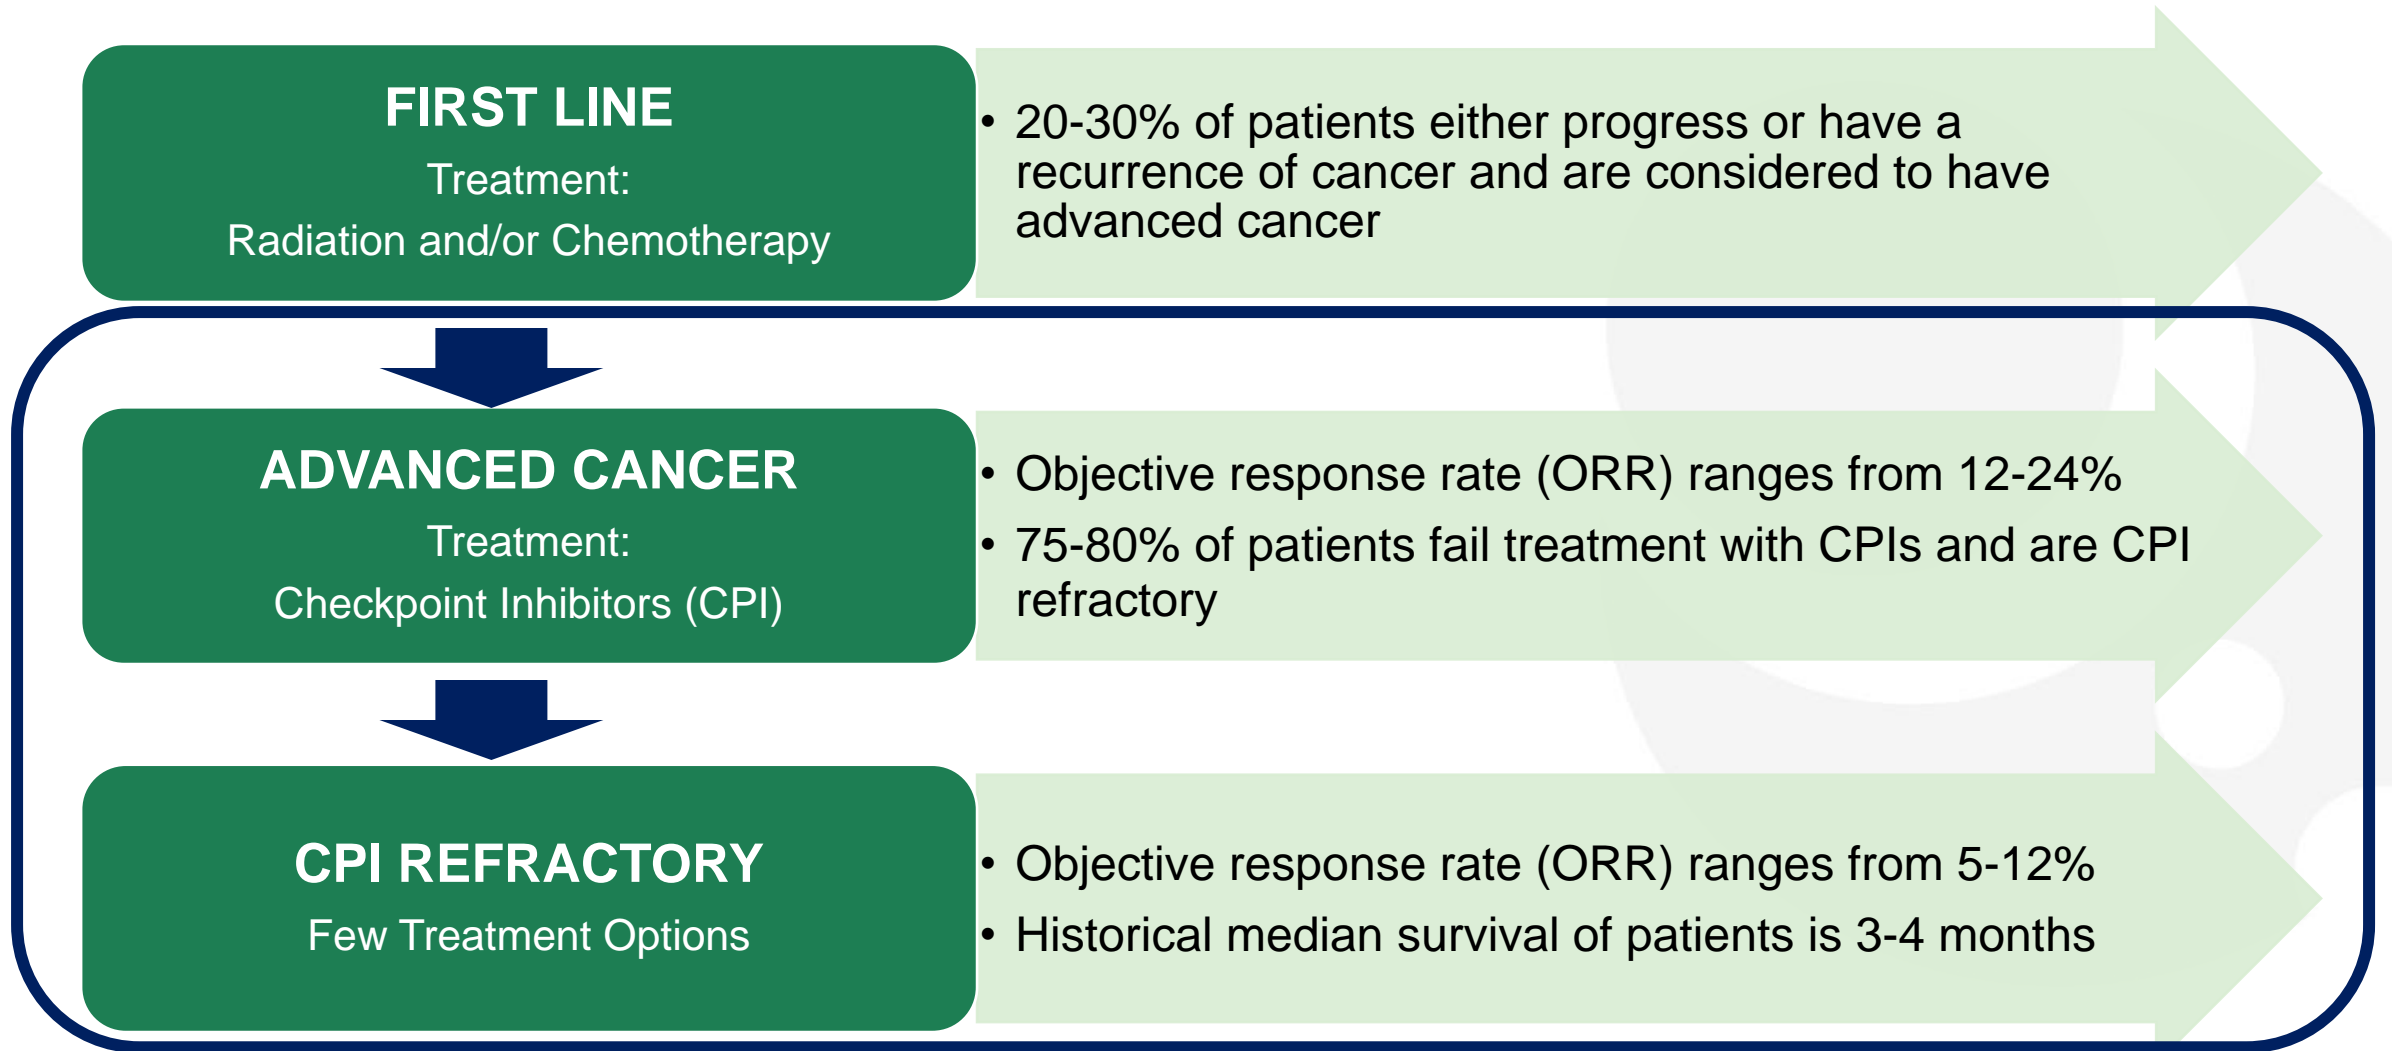 FIRST LINE
Treatment:
Radiation and/or Chemotherapy
• 20-30% of patients either progress or have a
recurrence of cancer and are considered to have
advanced cancer
ADVANCED CANCER
Treatment:
Checkpoint Inhibitors (CPI)
• Objective response rate (ORR) ranges from 12-24%
• 75-80% of patients fail treatment with CPIs and are CPI
refractory
CPI REFRACTORY
Few Treatment Options
• Objective response rate (ORR) ranges from 5-12%
• Historical median survival of patients is 3-4 months